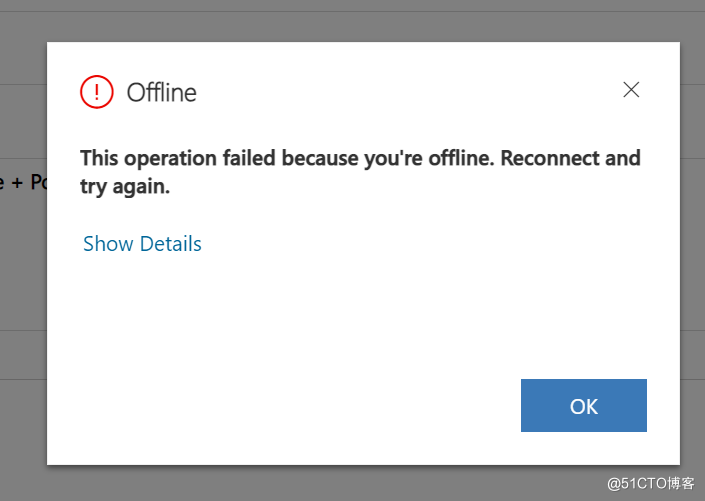 Offline
This operation failed because you're offline. Reconnect and
try again.
e + Po
Show Details
OK
@51CTO博客